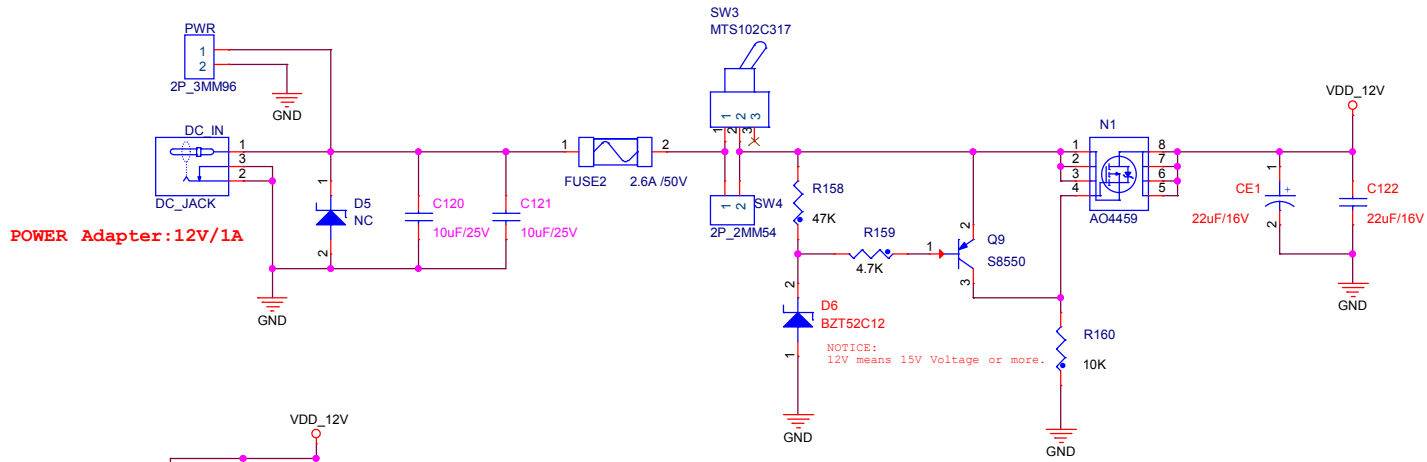 SW3
MTS102C317
PWR
1
2
2P_3MM96
GND
VDD_12V
DC_IN
1
3
2
DC_JACK
1
2
FUSE2
2.6A /50V
1
2
3
1
2
3
N1
1
2
3
4
8
7
6
5
AO4459
1
D5
NC
2
C120
10uF/25V
C121
10uF/25V
1
2
SW4
2P_2MM54
R158
47K
R159
4.7K
1
2
3
Q9
S8550
1
+
CE1
2
22uF/16V
C122
22uF/16V
POWER Adapter:12V/1A
GND
GND
2
D6
BZT52C12
1
NOTICE:
12V means 15V Voltage or more.
R160
10K
GND
GND
VDD_12V